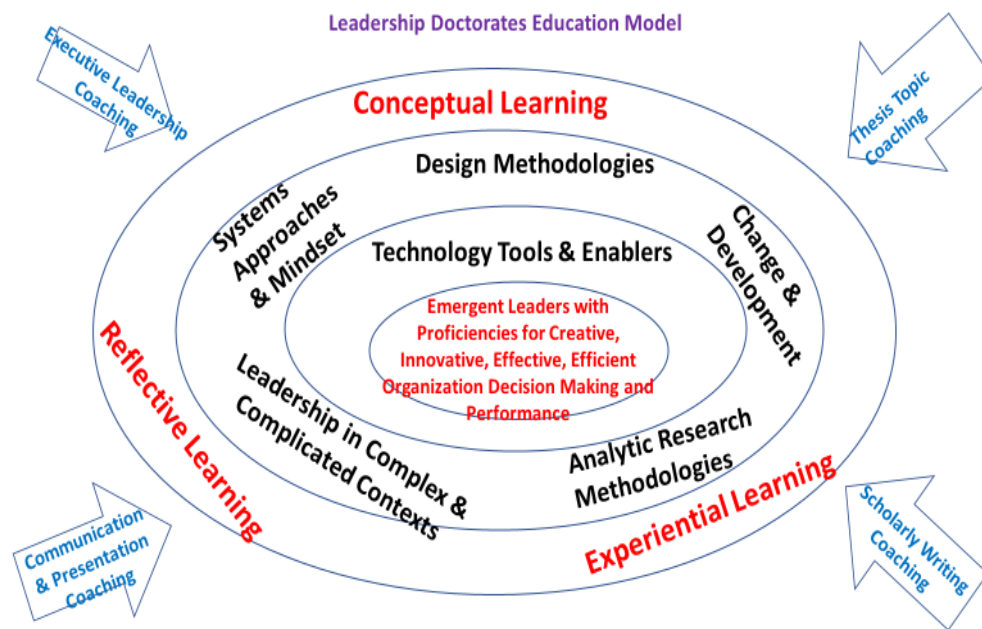 Leadership Doctorates Education Model
Executive Leadership
Coaching
Thesis Topic
Coaching
Conceptual Learning
Design Methodologies
Systems
Approaches
& Mindset
Change &
Development
Technology Tools & Enablers
Emergent Leaders with
Proficiencies for Creative,
Innovative, Effective, Efficient
Organization Decision Making and
Performance
Reflective Learning
Leadership in Complex &
Complicated Contexts
Analytic Research
Methodologies
Experiential Learning
Communication
& Presentation
Coaching
Scholarly Writing
Coaching